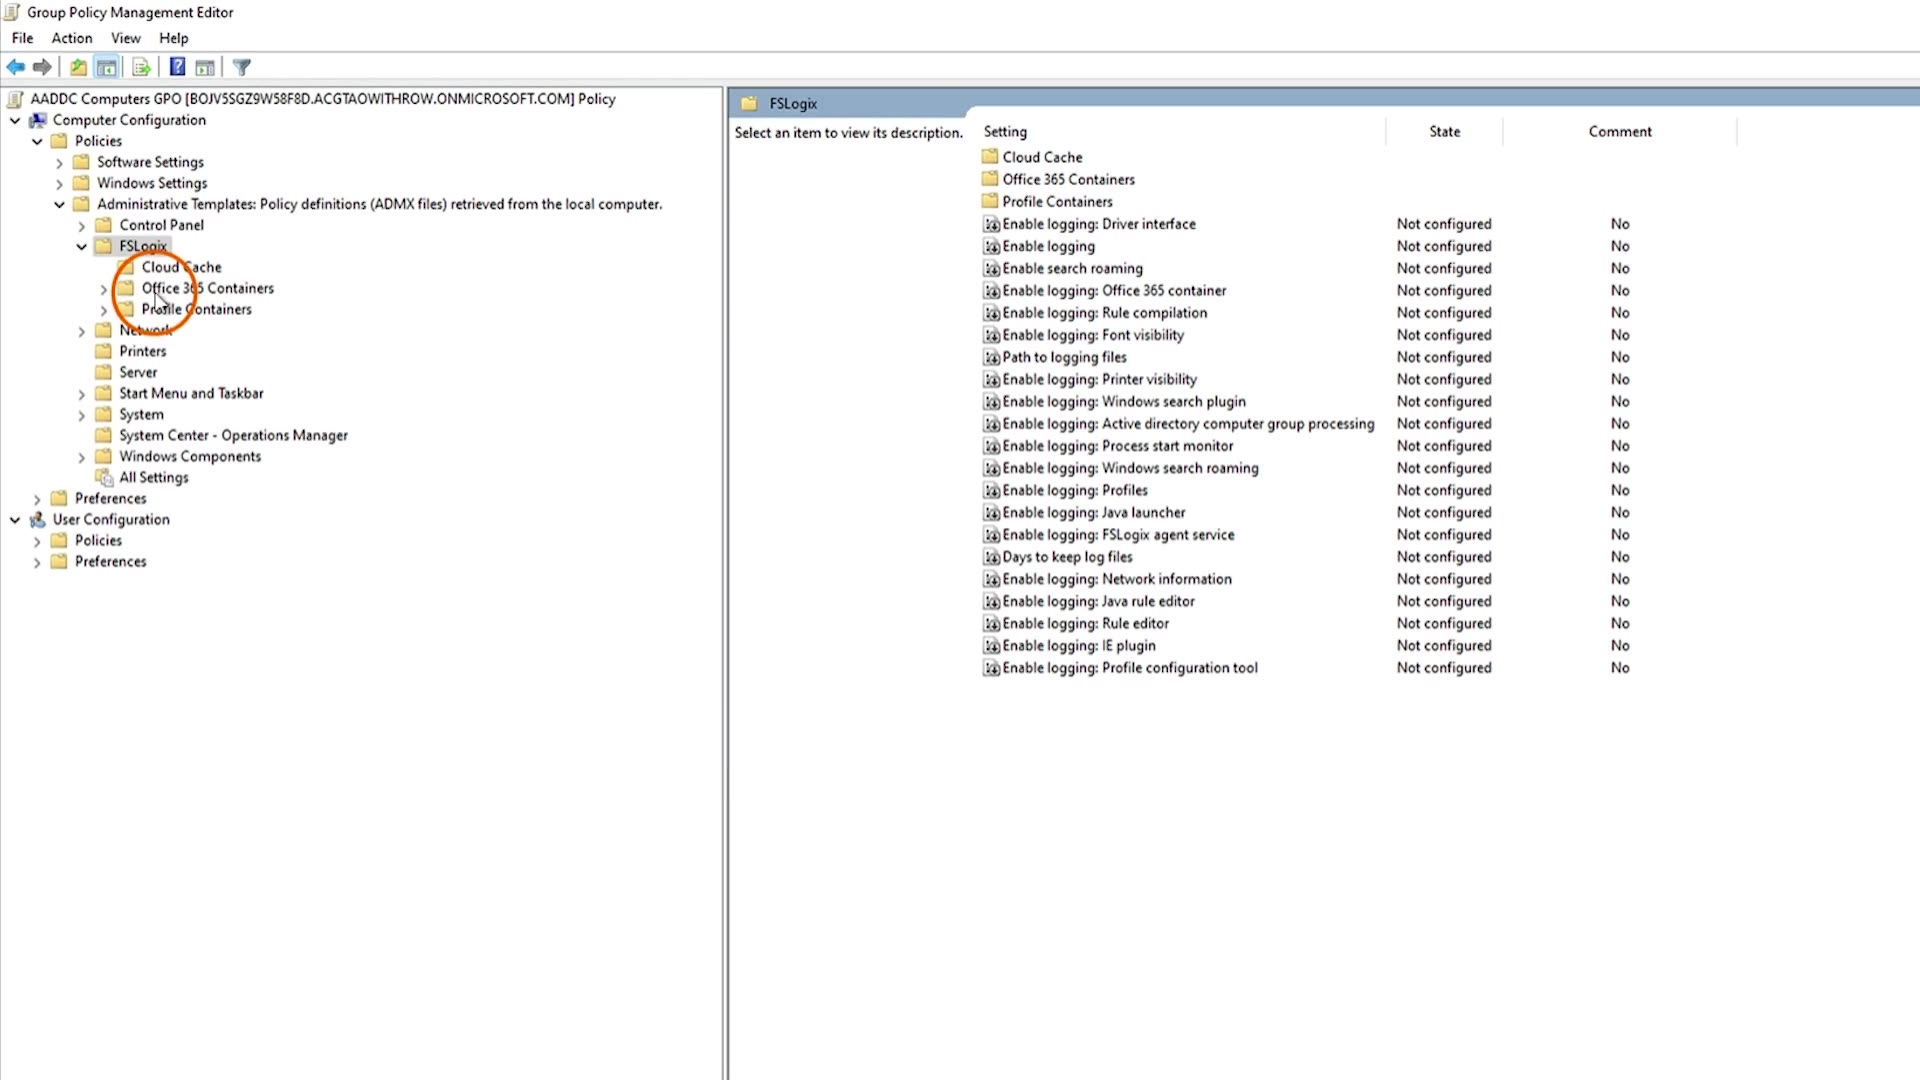 Group Policy Management Editor
File Action View Help
AADDC Computers GPO [BOJV5SGZ9W58F8D.ACGTAOWITHROW.ONMICROSOFT.COM] Policy
Computer Configuration
Policies
Software Settings
Windows Settings
Administrative Templates: Policy definitions (ADMX files) retrieved from the local computer.
Control Panel
FSLogix
Cloud Cache
Office 365 Containers
Profile Containers
Network
Printers
Server
Start Menu and Taskbar
System
System Center - Operations Manager
Windows Components
All Settings
Preferences
User Configuration
Policies
Preferences
FSLogix
Select an item to view its description.
Setting State Comment
Cloud Cache
Office 365 Containers
Profile Containers
Enable logging: Driver interface Not configured No
Enable logging Not configured No
Enable search roaming Not configured No
Enable logging: Office 365 container Not configured No
Enable logging: Rule compilation Not configured No
Enable logging: Font visibility Not configured No
Path to logging files Not configured No
Enable logging: Printer visibility Not configured No
Enable logging: Windows search plugin Not configured No
Enable logging: Active directory computer group processing Not configured No
Enable logging: Process start monitor Not configured No
Enable logging: Windows search roaming Not configured No
Enable logging: Profiles Not configured No
Enable logging: Java launcher Not configured No
Enable logging: FSLogix agent service Not configured No
Days to keep log files Not configured No
Enable logging: Network information Not configured No
Enable logging: Java rule editor Not configured No
Enable logging: Rule editor Not configured No
Enable logging: IE plugin Not configured No
Enable logging: Profile configuration tool Not configured No